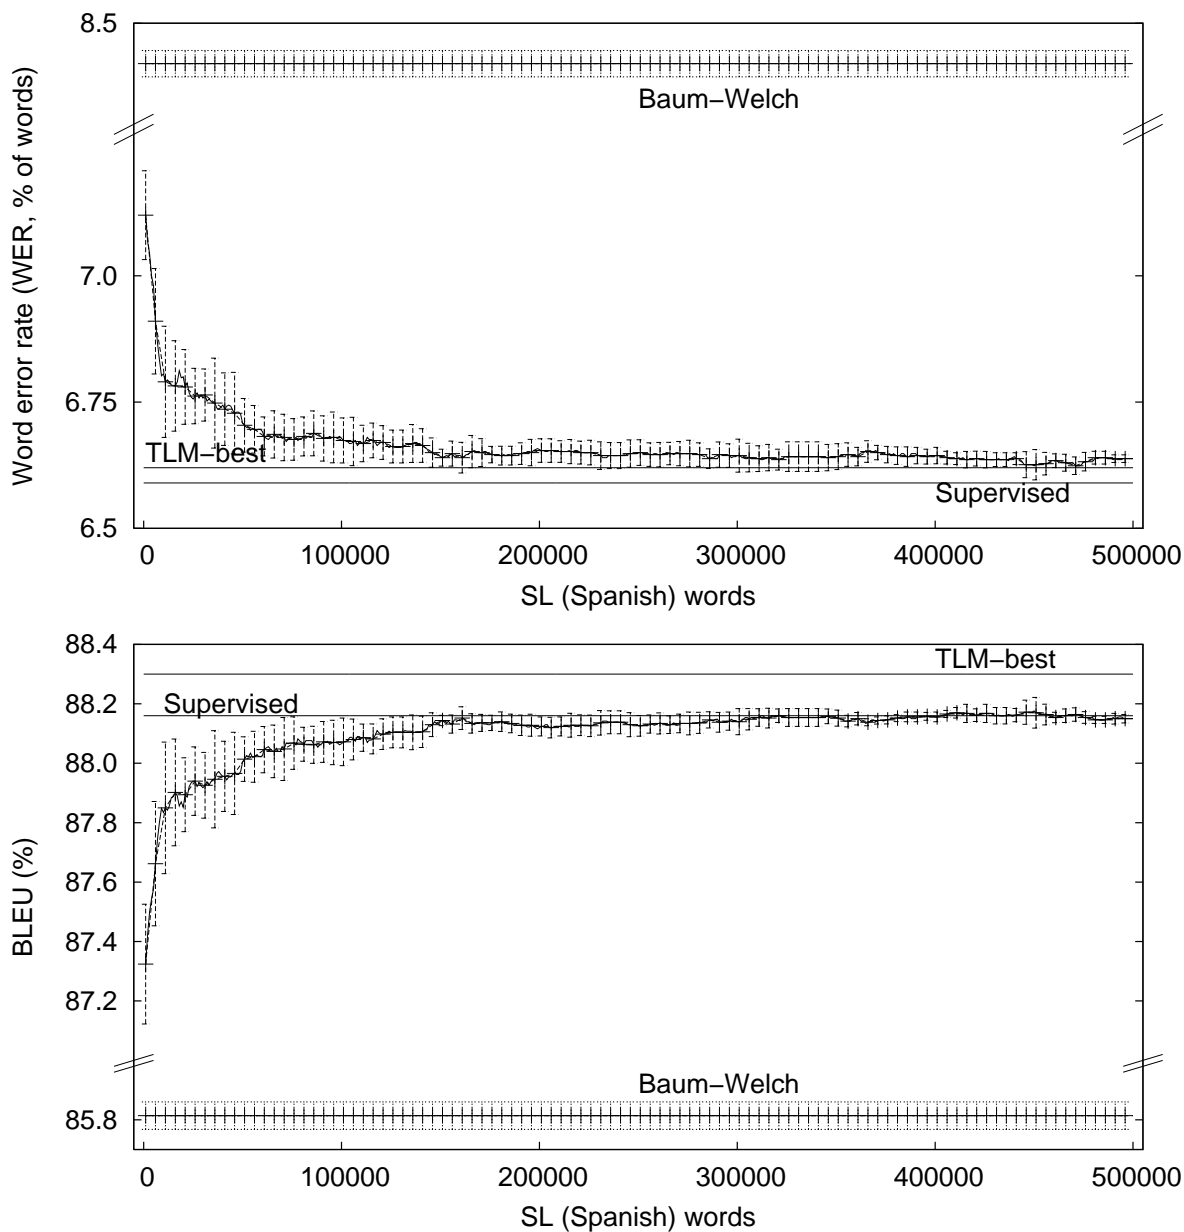 8.5
Baum−Welch
7.0
6.75
TLM−best
Supervised
6.5
Word error rate (WER, % of words)
0 100000 200000 300000 400000 500000
SL (Spanish) words
88.4
TLM−best
88.2
Supervised
88.0
87.8
87.6
87.4
87.2
Baum−Welch
85.8
BLEU (%)
0 100000 200000 300000 400000 500000
SL (Spanish) words